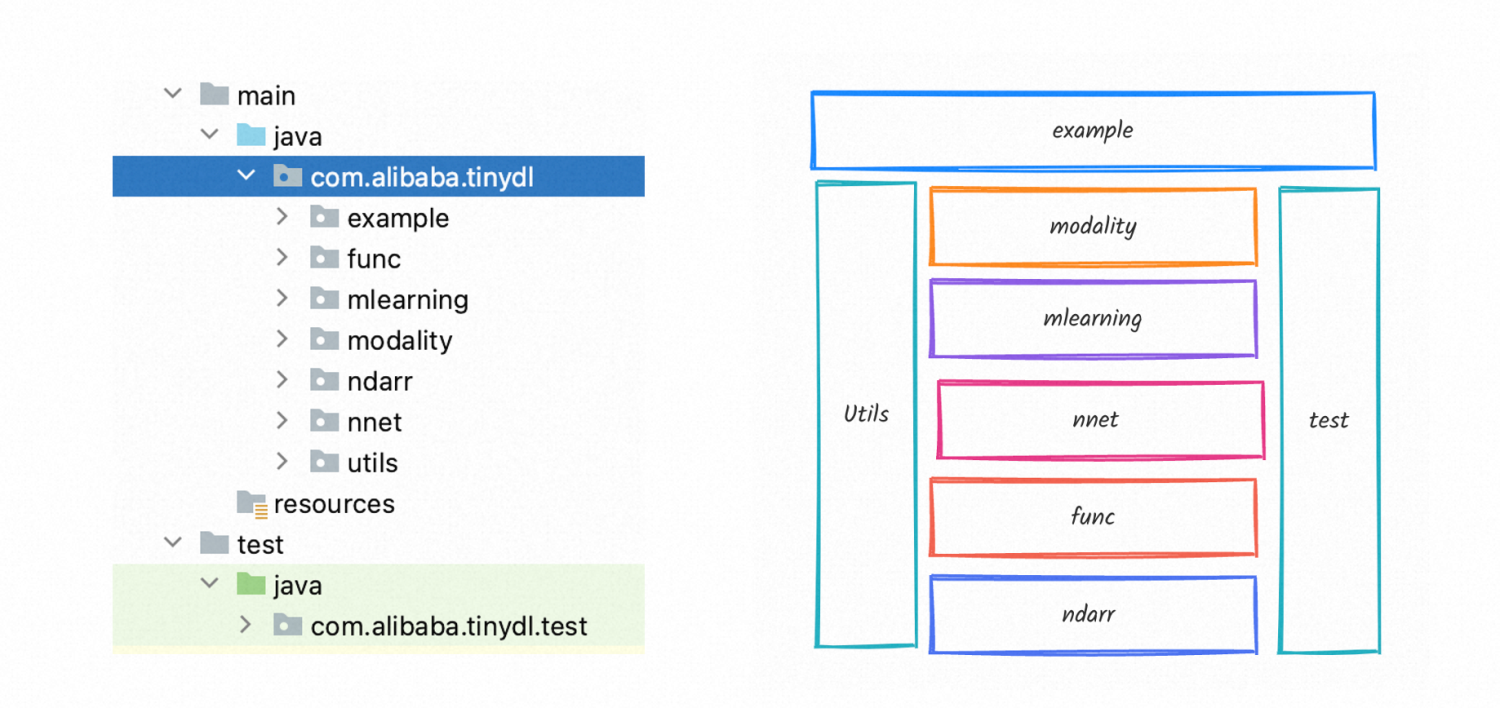 main
java
com.alibaba.tinydl
example
func
mlearning
modality
ndarr
nnet
utils
resources
test
java
com.alibaba.tinydl.test
example
modality
mlearning
Utils
nnet
test
func
ndarr